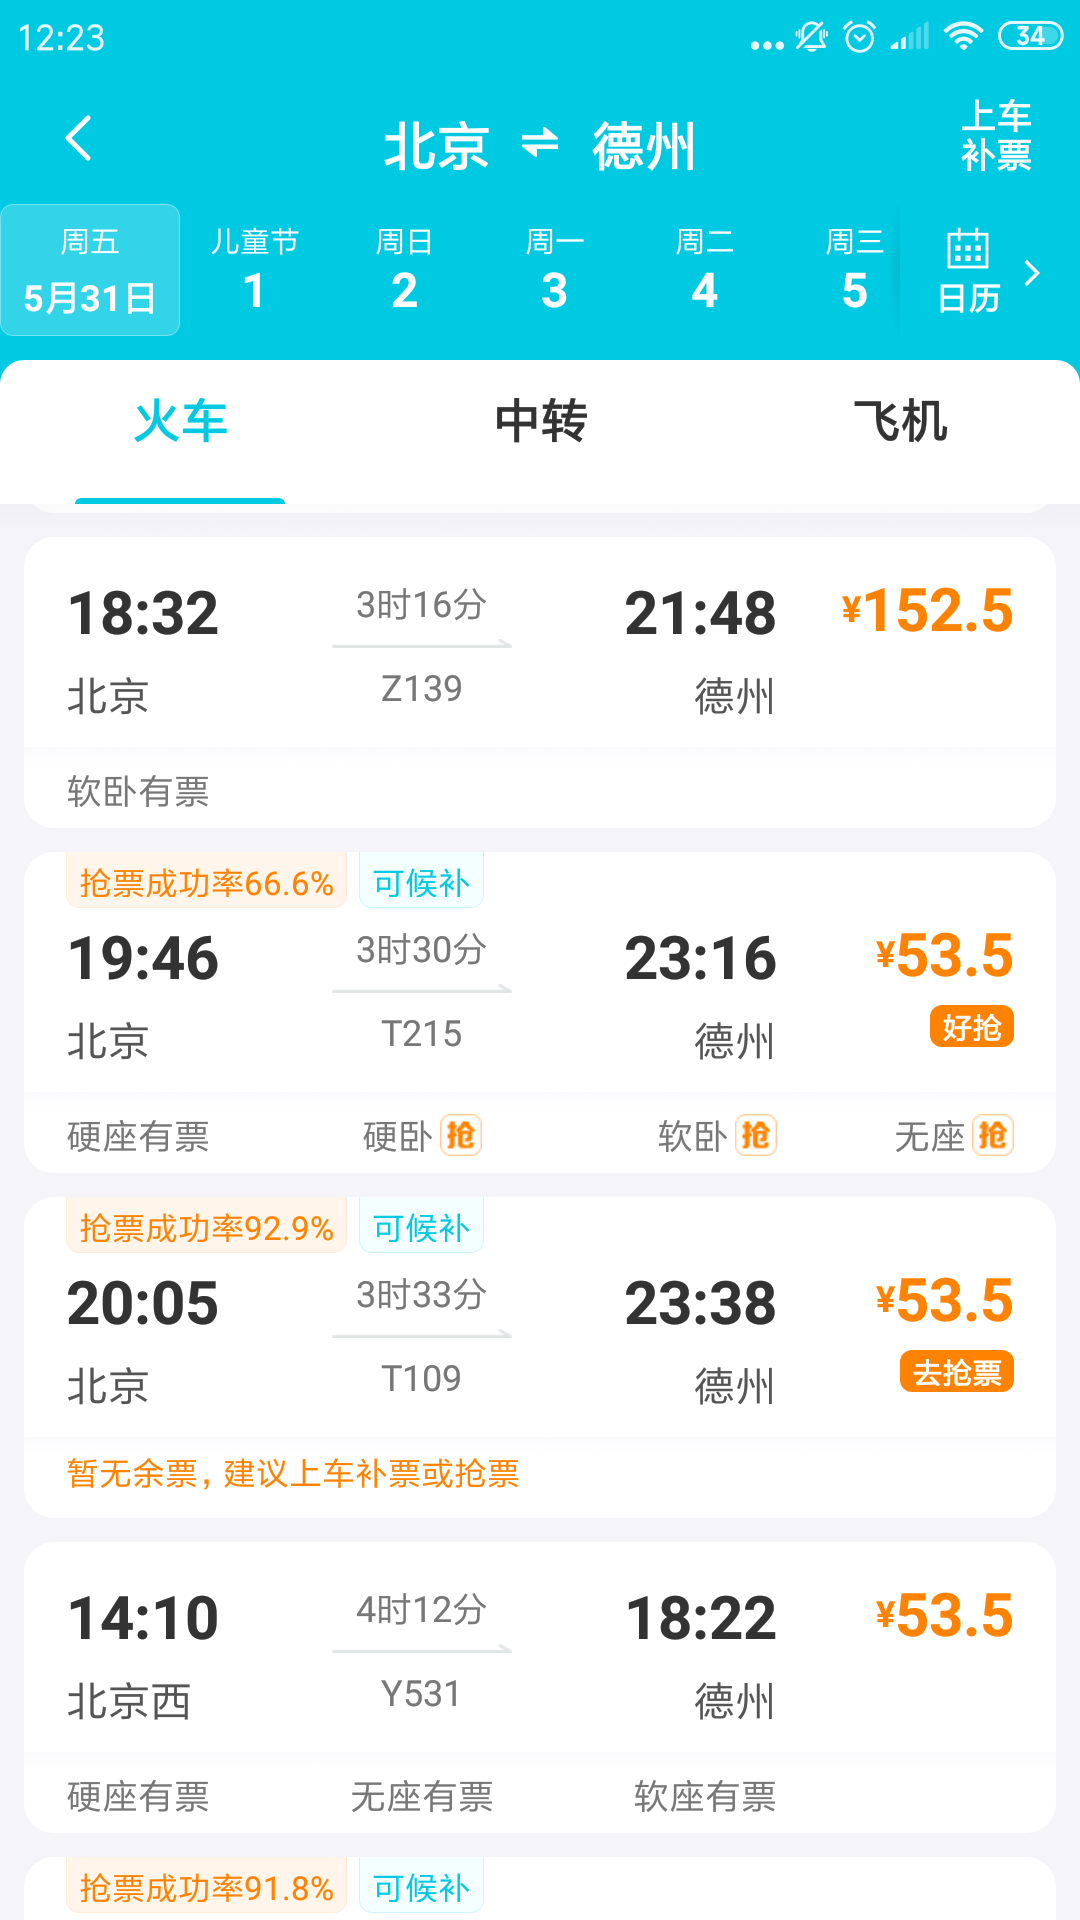 12:23
34
北京 ⇌ 德州
上车
补票
周五 儿童节 周日 周一 周二 周三
5月31日 1 2 3 4 5
日历
火车 中转 飞机
18:32 3时16分 21:48 ¥152.5
北京 Z139 德州
软卧有票
抢票成功率66.6% 可候补
19:46 3时30分 23:16 ¥53.5
北京 T215 德州 好抢
硬座有票 硬卧 抢 软卧 抢 无座 抢
抢票成功率92.9% 可候补
20:05 3时33分 23:38 ¥53.5
北京 T109 德州 去抢票
暂无余票，建议上车补票或抢票
14:10 4时12分 18:22 ¥53.5
北京西 Y531 德州
硬座有票 无座有票 软座有票
抢票成功率91.8% 可候补